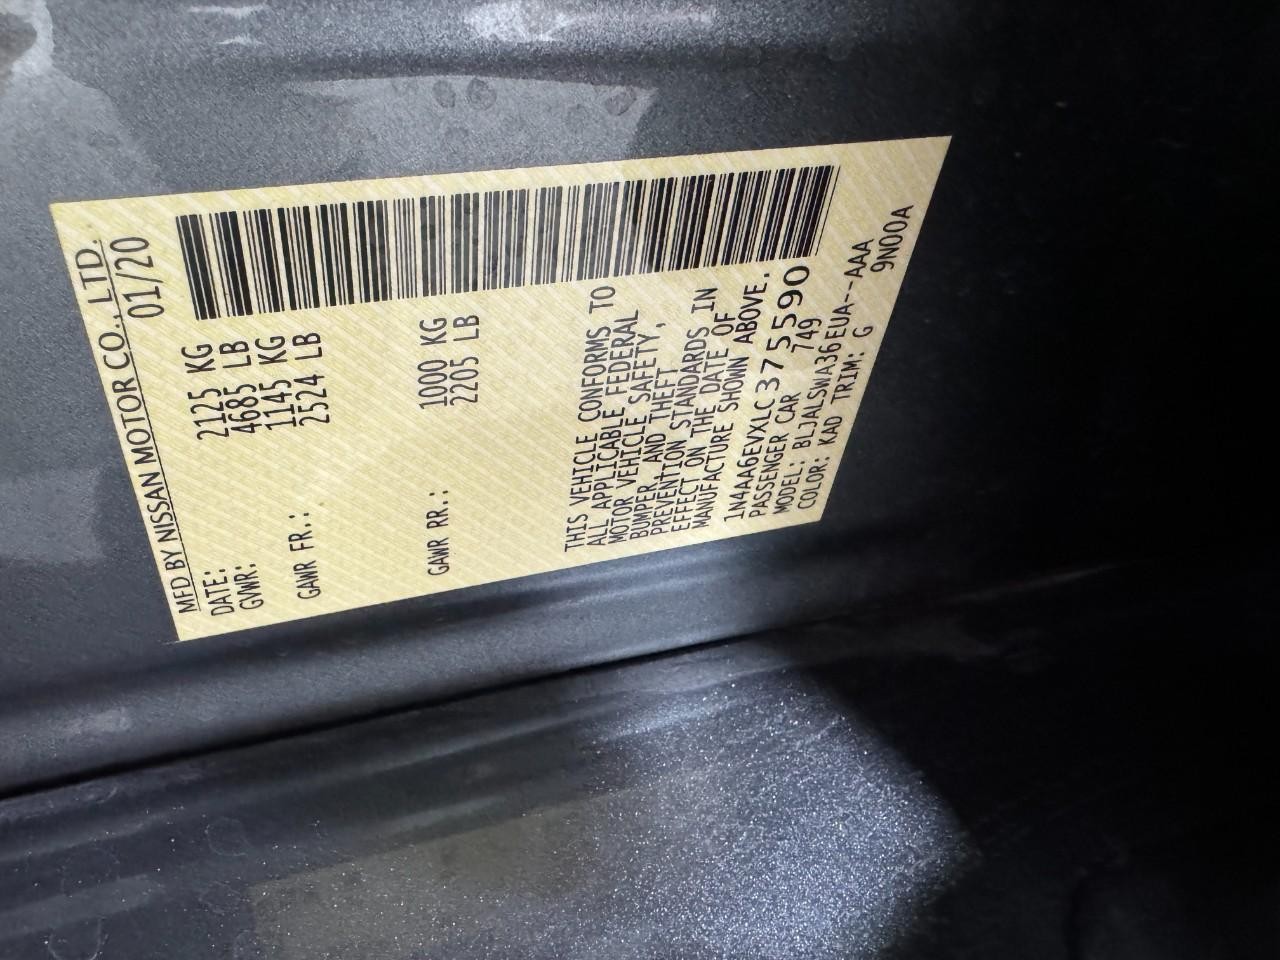 MFD BY NISSAN MOTOR CO., LTD.
DATE: 01/20
GVWR: 2125 KG
4685 LB
GAWR FR.: 1145 KG
2524 LB
GAWR RR.: 1000 KG
2205 LB
THIS VEHICLE CONFORMS TO
ALL APPLICABLE FEDERAL
MOTOR VEHICLE SAFETY,
BUMPER, AND THEFT
PREVENTION STANDARDS IN
EFFECT ON THE DATE OF
MANUFACTURE SHOWN ABOVE.
1N4AA6EVXLC375590
PASSENGER CAR 749
MODEL: BLJALSWA36EUA--AAA
COLOR: KAD TRIM: G 9N00A